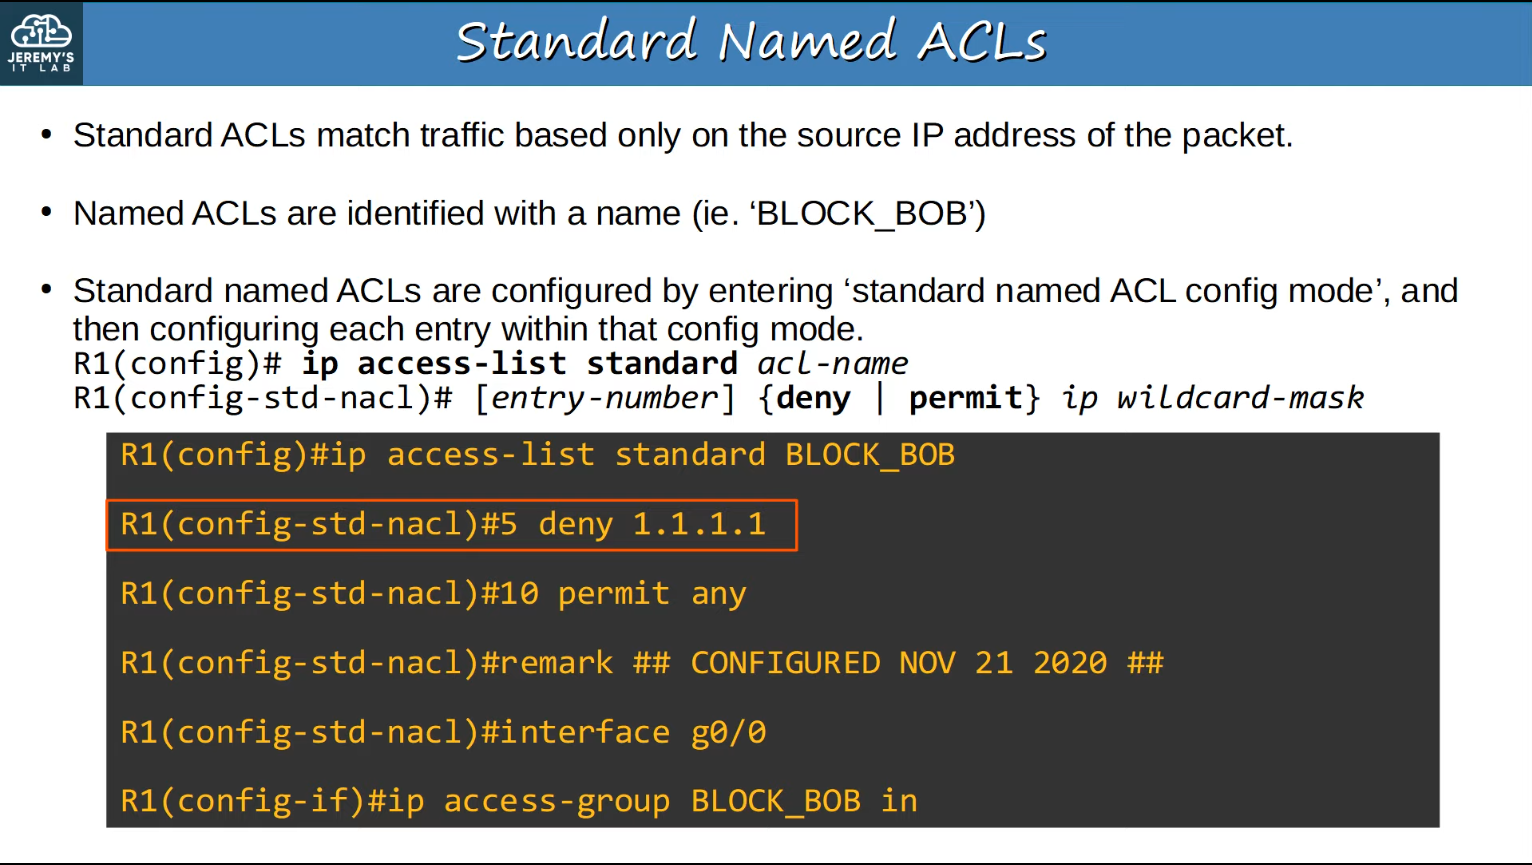 JEREMY'S
IT LAB
Standard Named ACLs
• Standard ACLs match traffic based only on the source IP address of the packet.
• Named ACLs are identified with a name (ie. ‘BLOCK_BOB’)
• Standard named ACLs are configured by entering ‘standard named ACL config mode’, and
then configuring each entry within that config mode.
R1(config)# ip access-list standard acl-name
R1(config-std-nacl)# [entry-number] {deny | permit} ip wildcard-mask
R1(config)#ip access-list standard BLOCK_BOB
R1(config-std-nacl)#5 deny 1.1.1.1
R1(config-std-nacl)#10 permit any
R1(config-std-nacl)#remark ## CONFIGURED NOV 21 2020 ##
R1(config-std-nacl)#interface g0/0
R1(config-if)#ip access-group BLOCK_BOB in